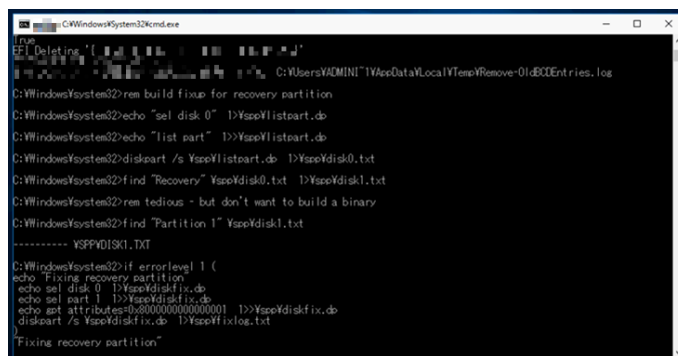 C:¥Windows¥System32¥cmd.exe
True
EFI Deleting '{
}'
C:¥Users¥ADMINI~1¥AppData¥Local¥Temp¥Remove-OldBCDEntries.log
C:¥Windows¥system32>rem build fixup for recovery partition
C:¥Windows¥system32>echo "sel disk 0"  1>¥spp¥listpart.dp
C:¥Windows¥system32>echo "list part"  1>>¥spp¥listpart.dp
C:¥Windows¥system32>diskpart /s ¥spp¥listpart.dp  1>¥spp¥disk0.txt
C:¥Windows¥system32>find "Recovery" ¥spp¥disk0.txt  1>¥spp¥disk1.txt
C:¥Windows¥system32>rem tedious - but don't want to build a binary
C:¥Windows¥system32>find "Partition 1" ¥spp¥disk1.txt
---------- ¥SPP¥DISK1.TXT
C:¥Windows¥system32>if errorlevel 1 (
echo "Fixing recovery partition"
 echo sel disk 0  1>¥spp¥diskfix.dp
 echo sel part 1  1>>¥spp¥diskfix.dp
 echo gpt attributes=0x8000000000000001  1>>¥spp¥diskfix.dp
 diskpart /s ¥spp¥diskfix.dp  1>¥spp¥fixlog.txt
)
"Fixing recovery partition"